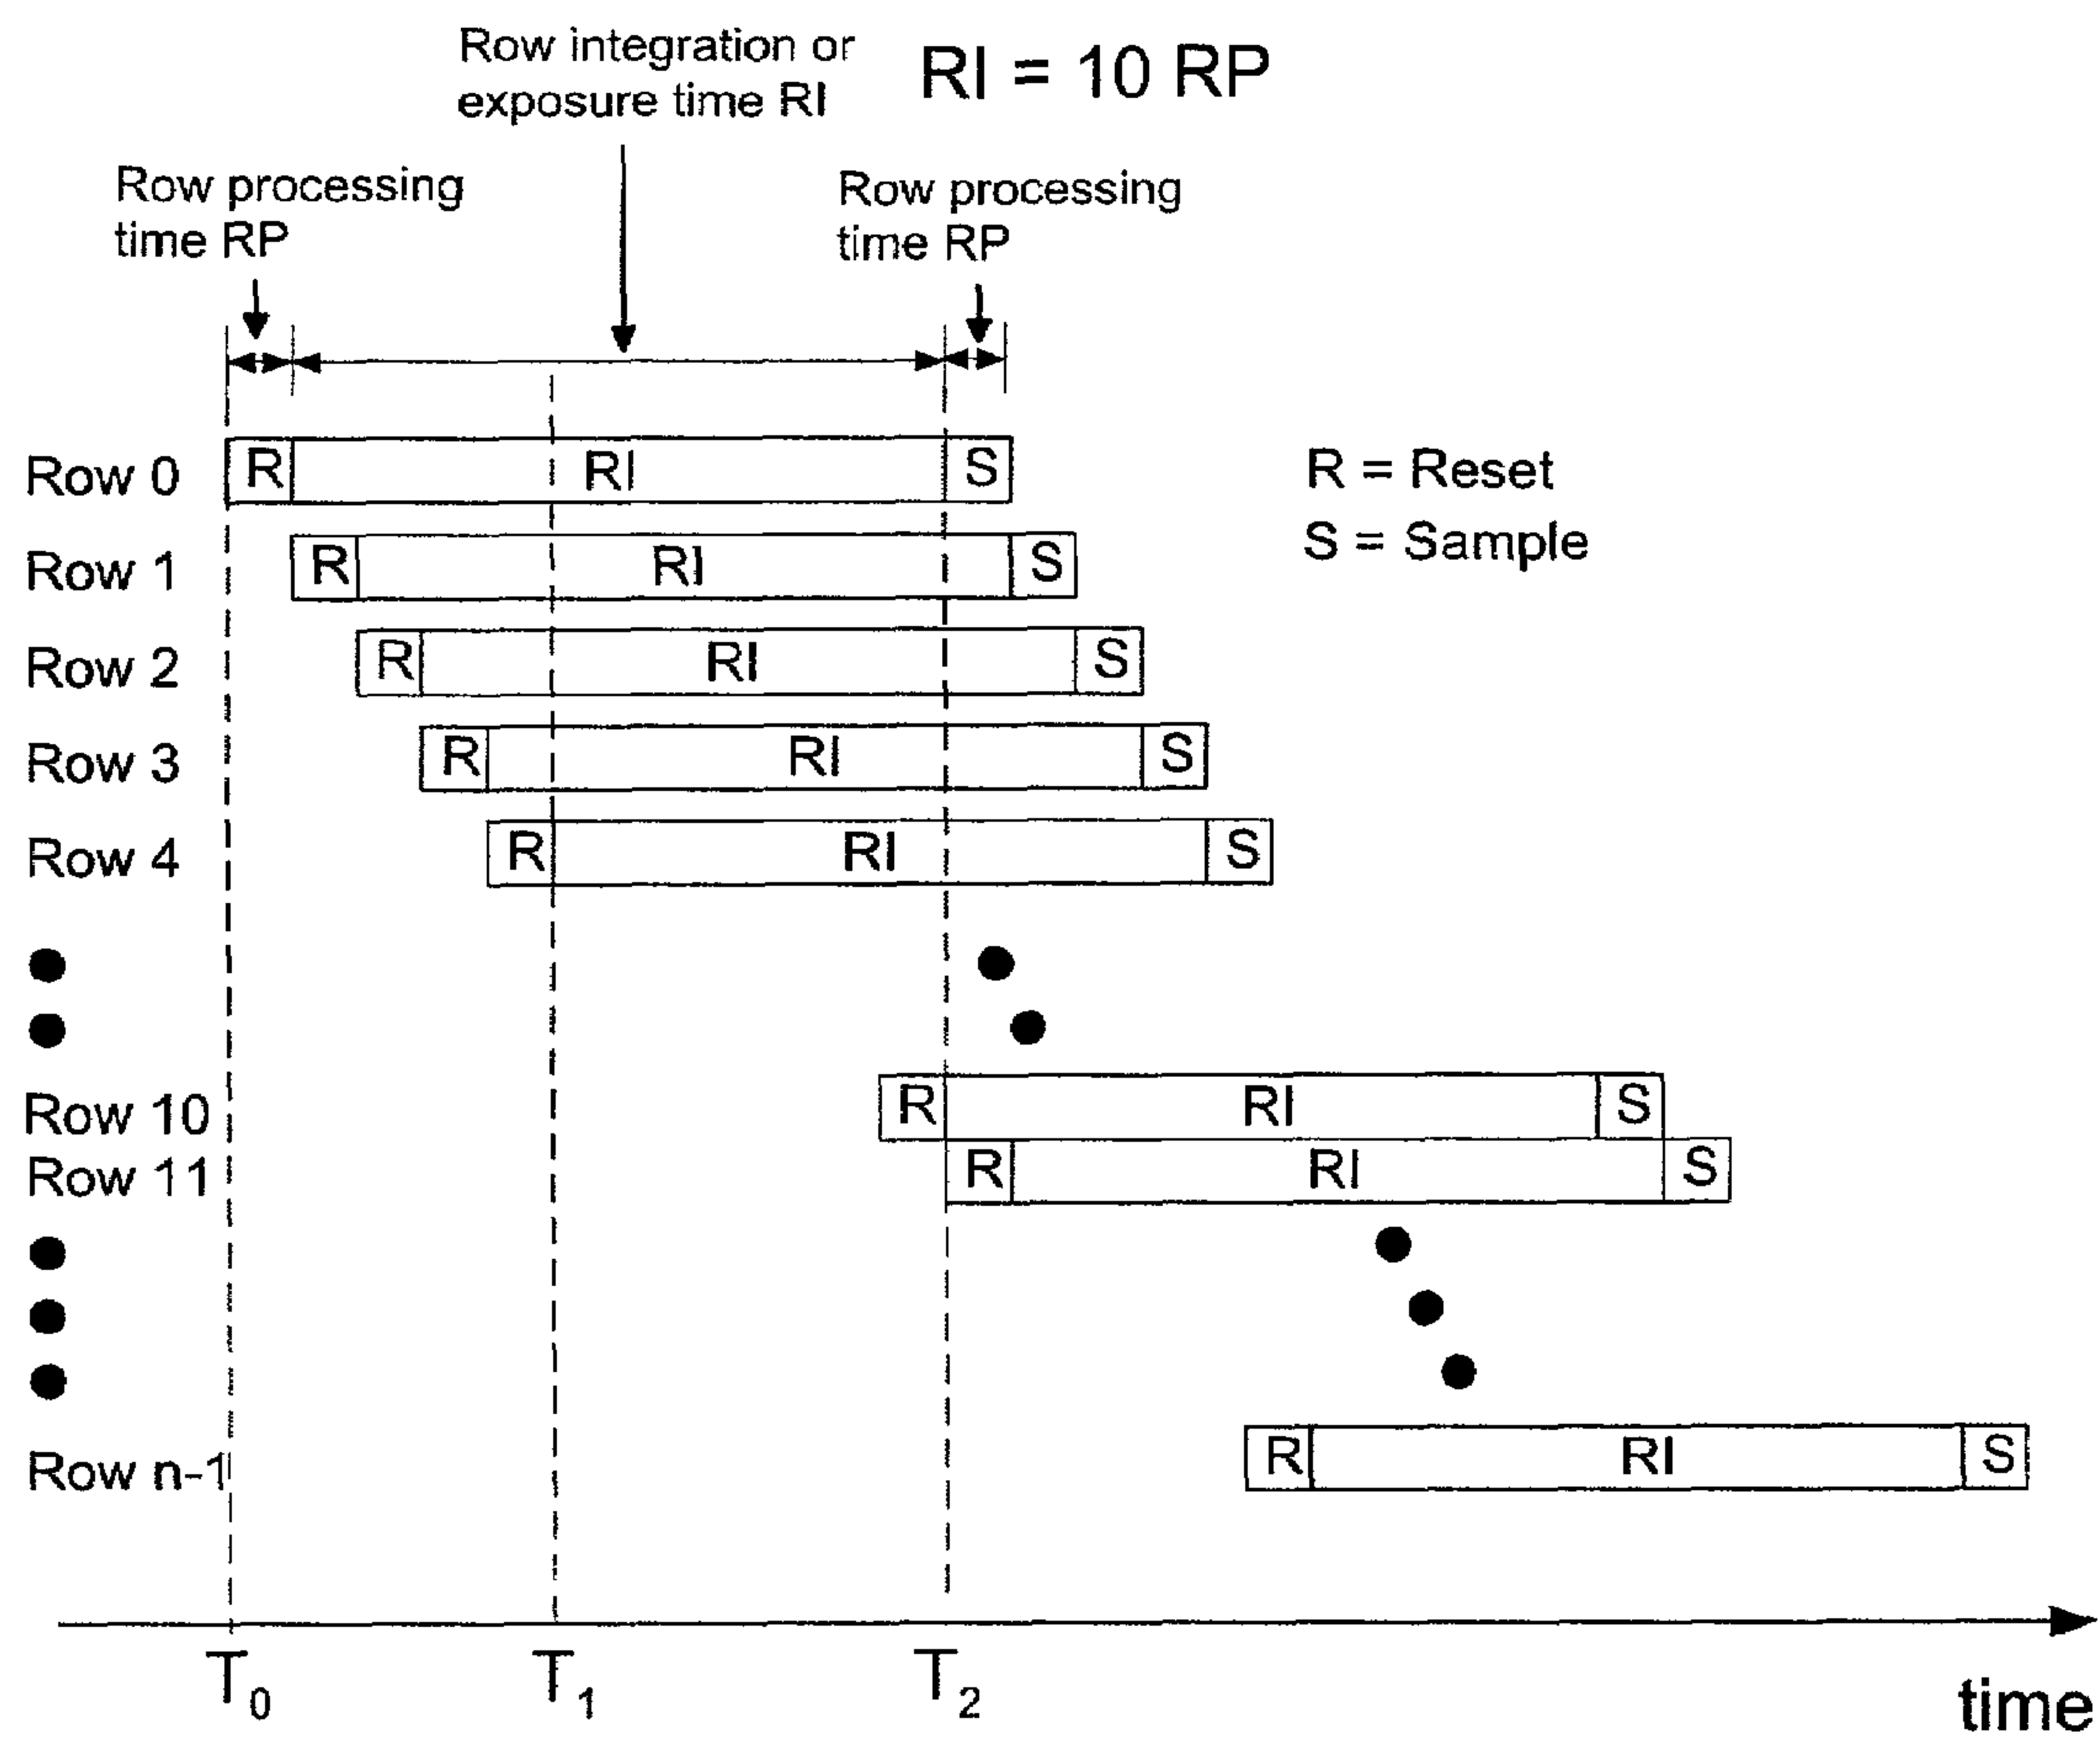 Row integration or
exposure time RI
RI = 10 RP
Row processing
time RP
Row processing
time RP
Row 0 R RI S
R = Reset
Row 1 R RI S
S = Sample
Row 2 R RI S
Row 3 R RI S
Row 4 R RI S
Row 10 R RI S
Row 11 R RI S
Row n-1 R RI S
T0 T1 T2 time